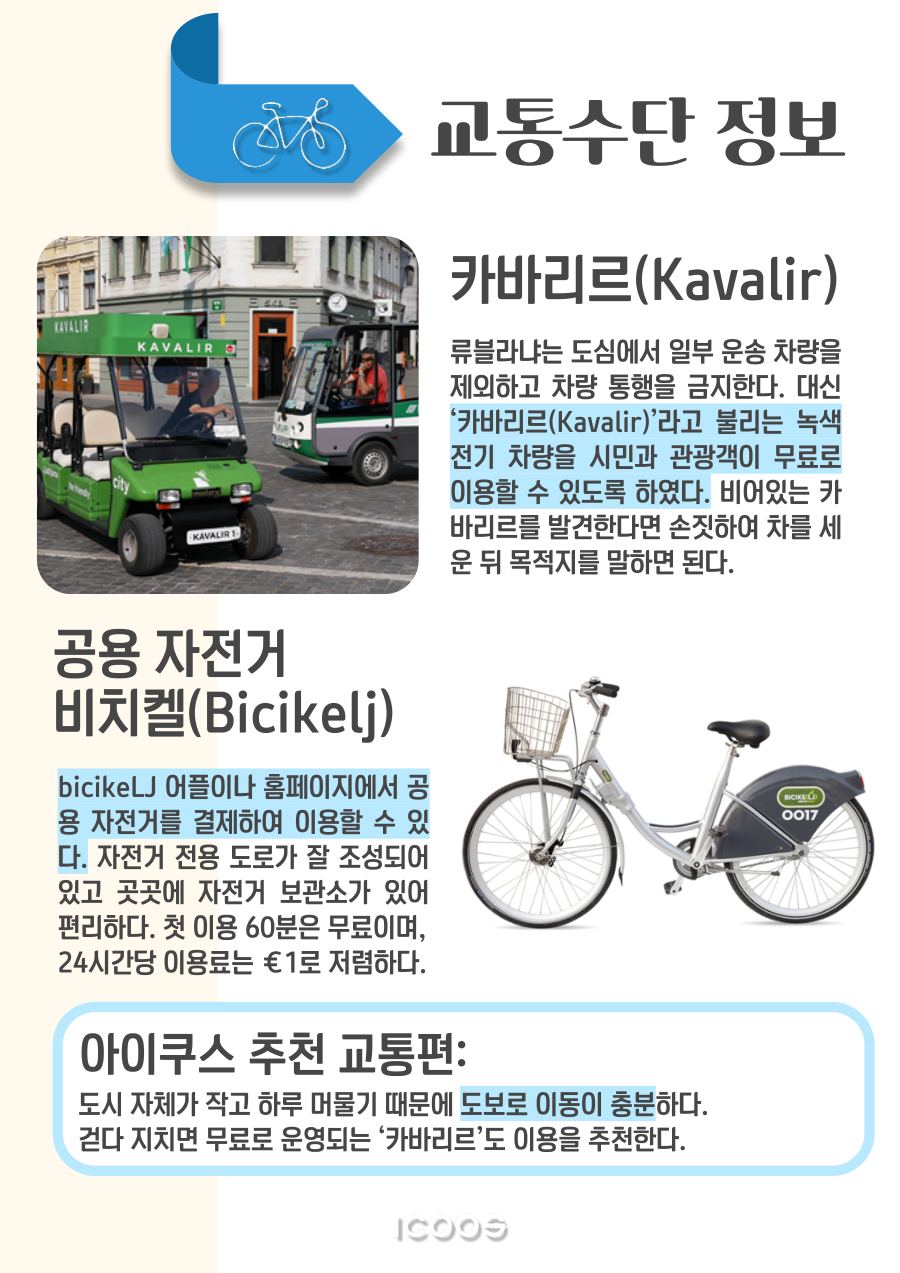 교통수단 정보
KAVALIR
KAVALIR
city
KAVALIR 1
카바리르(Kavalir)
류블라냐는 도심에서 일부 운송 차량을
제외하고 차량 통행을 금지한다. 대신
‘카바리르(Kavalir)’라고 불리는 녹색
전기 차량을 시민과 관광객이 무료로
이용할 수 있도록 하였다. 비어있는 카
바리르를 발견한다면 손짓하여 차를 세
운 뒤 목적지를 말하면 된다.
공용 자전거
비치켈(Bicikelj)
bicikeLJ 어플이나 홈페이지에서 공
용 자전거를 결제하여 이용할 수 있
다. 자전거 전용 도로가 잘 조성되어
있고 곳곳에 자전거 보관소가 있어
편리하다. 첫 이용 60분은 무료이며,
24시간당 이용료는 €1로 저렴하다.
BICIKE(LJ)
0017
아이쿠스 추천 교통편:
도시 자체가 작고 하루 머물기 때문에 도보로 이동이 충분하다.
걷다 지치면 무료로 운영되는 ‘카바리르’도 이용을 추천한다.
ICOOS